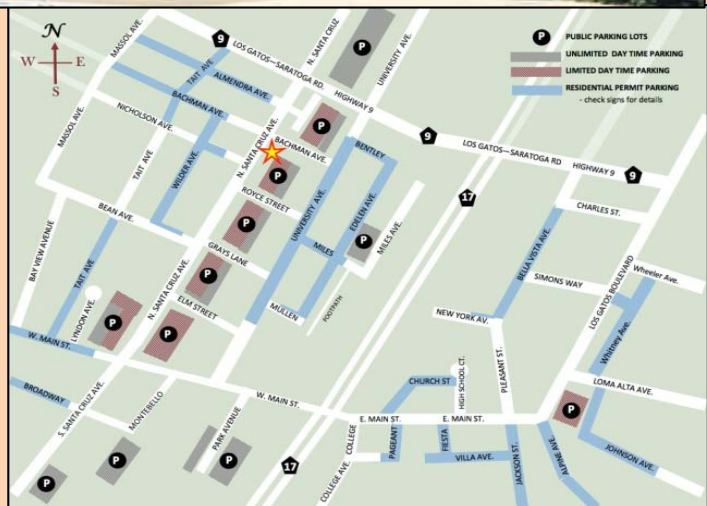 N
W
E
S
P PUBLIC PARKING LOTS
UNLIMITED DAY TIME PARKING
LIMITED DAY TIME PARKING
RESIDENTIAL PERMIT PARKING
- check signs for details
MASSOL AVE.
9
LOS GATOS—SARATOGA RD.
HIGHWAY 9
N. SANTA CRUZ
P
UNIVERSITY AVE.
TAIT AVE
ALMENDRA AVE.
BACHMAN AVE.
NICHOLSON AVE.
MASSOL AVE.
TAIT AVE.
WILDER AVE.
N. SANTA CRUZ AVE.
P
BACHMAN AVE.
P
9
LOS GATOS—SARATOGA RD
HIGHWAY 9
9
BENTLEY
17
ROYCE STREET
UNIVERSITY AVE.
EDELEN AVE.
MILES AVE.
P
MILES
CHARLES ST.
BEAN AVE.
BAY VIEW AVENUE
P
GRAYS LANE
P
BELLA VISTA AVE.
LOS GATOS BOULEVARD
Wheeler Ave.
SIMONS WAY
TAIT AVE
N. SANTA CRUZ AVE.
ELM STREET
MULLEN
FOOTPATH
NEW YORK AV.
Whitney Ave.
LYNDON AVE.
P
P
W. MAIN ST.
PLEASANT ST.
CHURCH ST
HIGH SCHOOL CT.
LOMA ALTA AVE.
BROADWAY
W. MAIN ST.
S. SANTA CRUZ AVE.
MONTEBELLO
PARK AVENUE
E. MAIN ST.
E. MAIN ST.
P
COLLEGE
PAGEANT
FIESTA
VILLA AVE.
JACKSON ST.
ALPINE AVE.
JOHNSON AVE.
P
P
P
17
COLLEGE AVE.